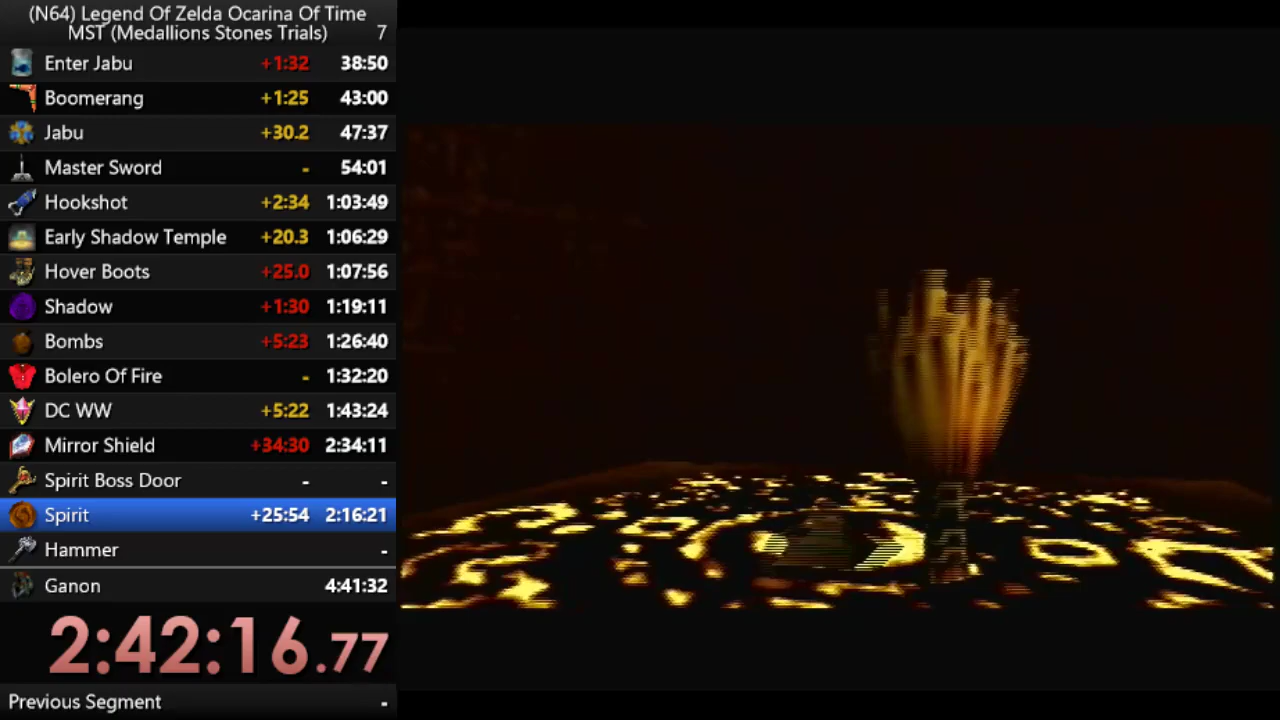 (N64) Legend Of Zelda Ocarina Of Time
MST (Medallions Stones Trials) 7
Enter Jabu +1:32 38:50
Boomerang +1:25 43:00
Jabu +30.2 47:37
Master Sword - 54:01
Hookshot +2:34 1:03:49
Early Shadow Temple +20.3 1:06:29
Hover Boots +25.0 1:07:56
Shadow +1:30 1:19:11
Bombs +5:23 1:26:40
Bolero Of Fire - 1:32:20
DC WW +5:22 1:43:24
Mirror Shield +34:30 2:34:11
Spirit Boss Door - -
Spirit +25:54 2:16:21
Hammer -
Ganon 4:41:32
2:42:16.77
Previous Segment -